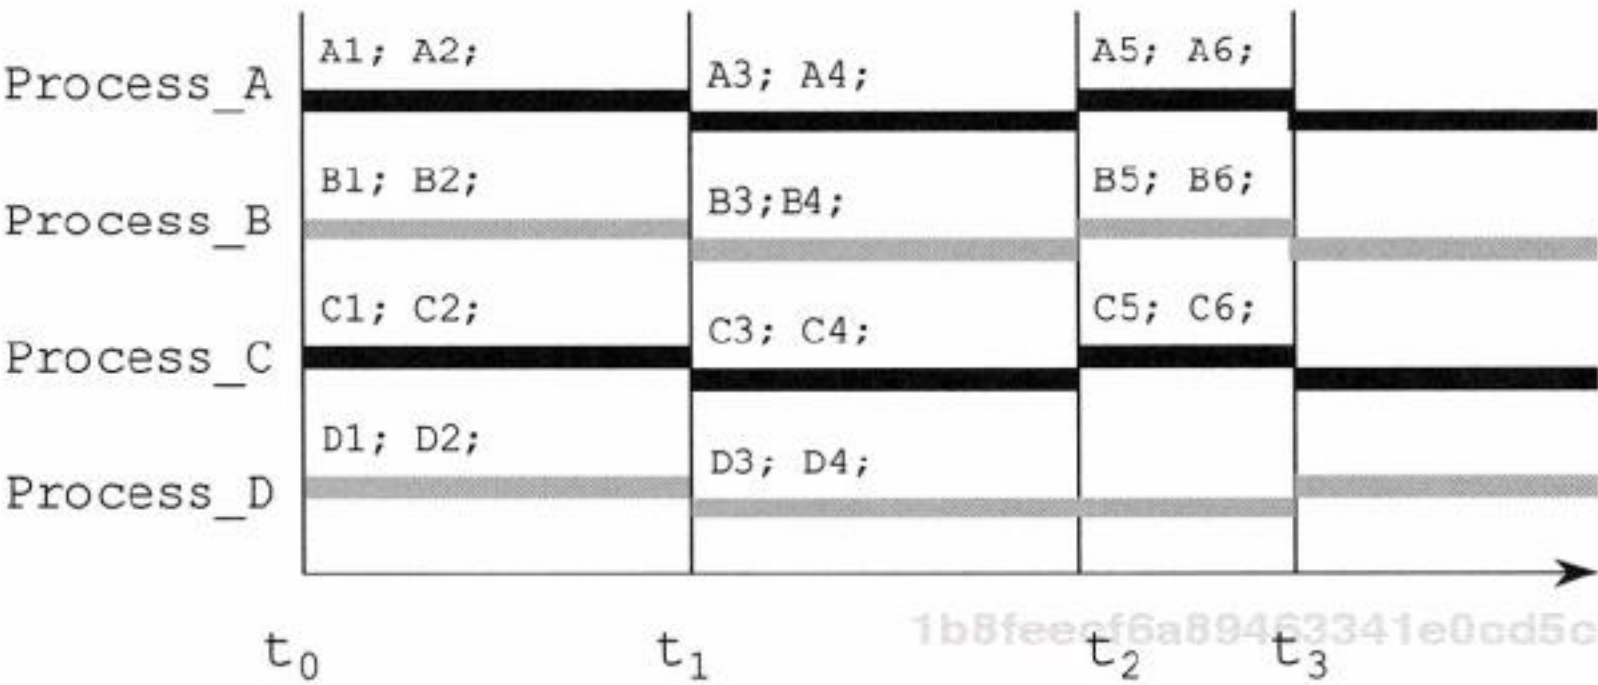 A1; A2;
A5; A6;
Process_A
A3; A4;
B1; B2;
B5; B6;
Process_B
B3;B4;
C1; C2;
C5; C6;
Process_C
C3; C4;
D1; D2;
Process_D
D3; D4;
1b8feecf6a89463341e0cd5c
t0 t1 t2 t3